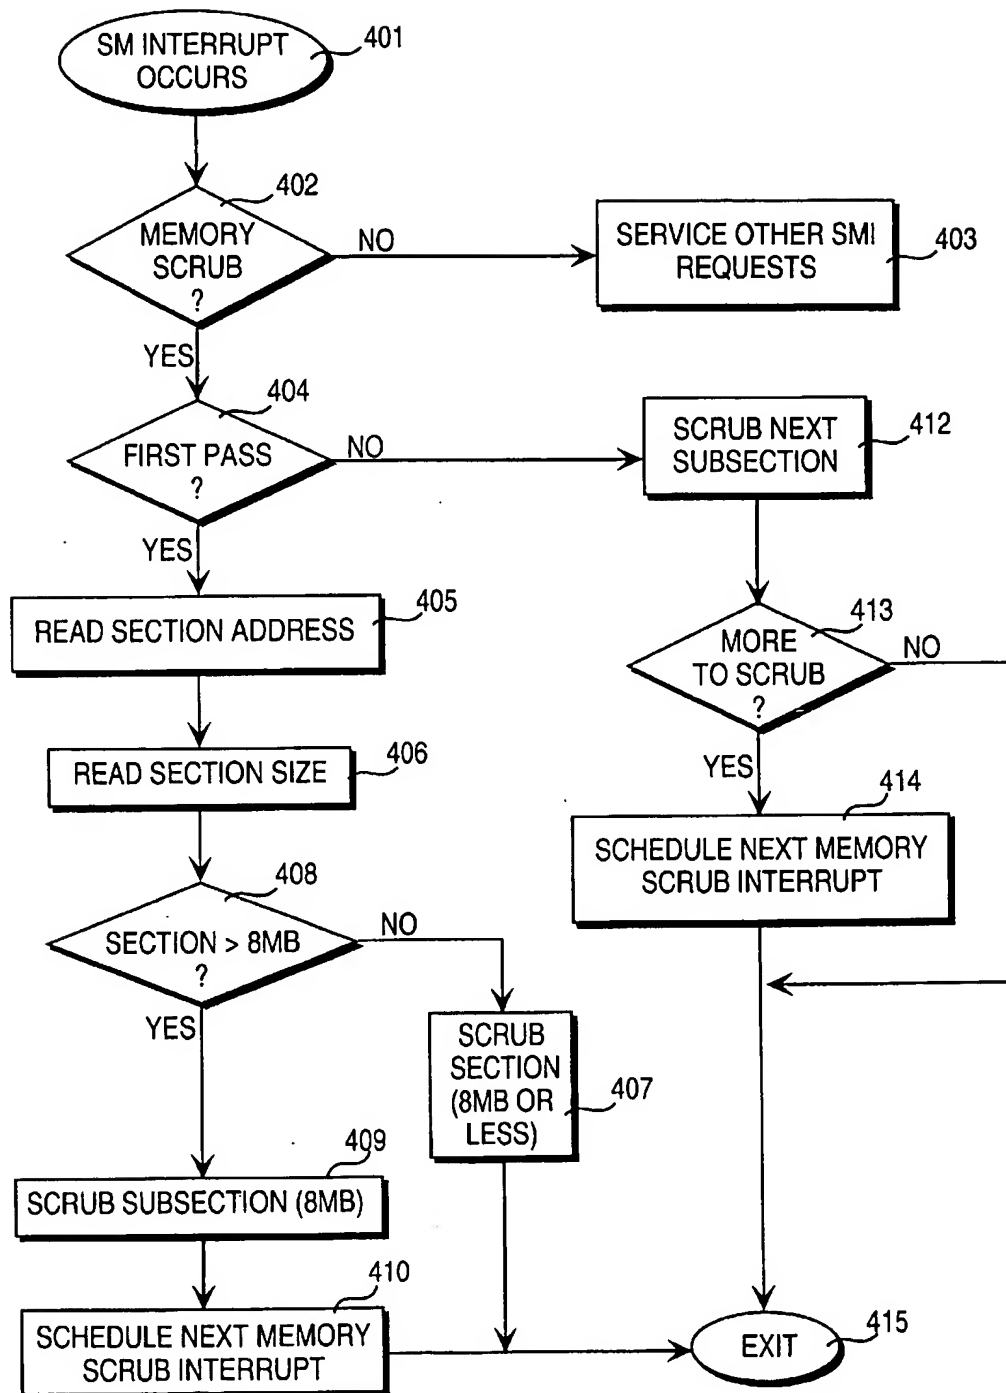 SM INTERRUPT
OCCURS
401
402
MEMORY
SCRUB
?
NO
SERVICE OTHER SMI
REQUESTS
403
YES
404
FIRST PASS
?
NO
SCRUB NEXT
SUBSECTION
412
YES
READ SECTION ADDRESS
405
413
MORE
TO SCRUB
?
NO
READ SECTION SIZE
406
YES
414
SCHEDULE NEXT MEMORY
SCRUB INTERRUPT
408
SECTION > 8MB
?
NO
YES
SCRUB
SECTION
(8MB OR
LESS)
407
409
SCRUB SUBSECTION (8MB)
410
SCHEDULE NEXT MEMORY
SCRUB INTERRUPT
EXIT
415